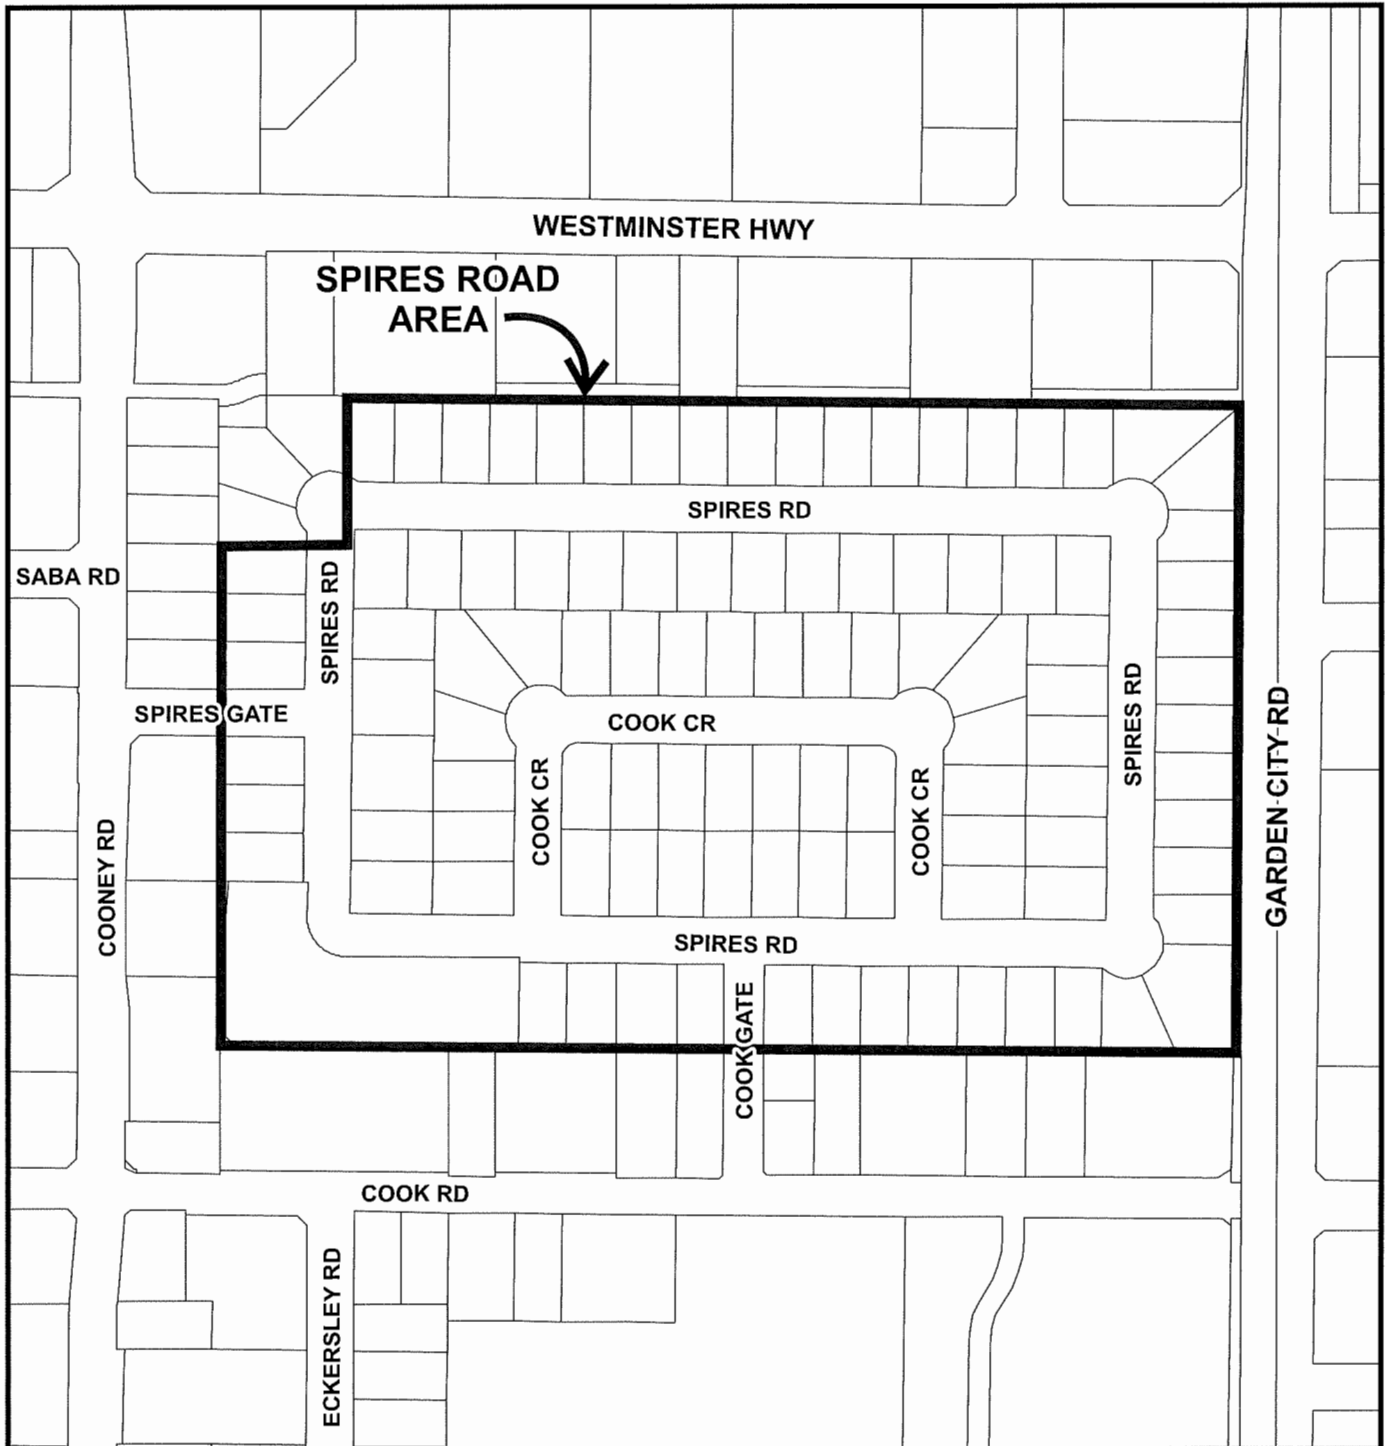 WESTMINSTER HWY
SPIRES ROAD
AREA
SPIRES RD
SABA RD
SPIRES RD
SPIRES GATE
COOK CR
SPIRES RD
COOK CR
COOK CR
COONEY RD
GARDEN CITY RD
SPIRES RD
COOK GATE
COOK RD
ECKERSLEY RD